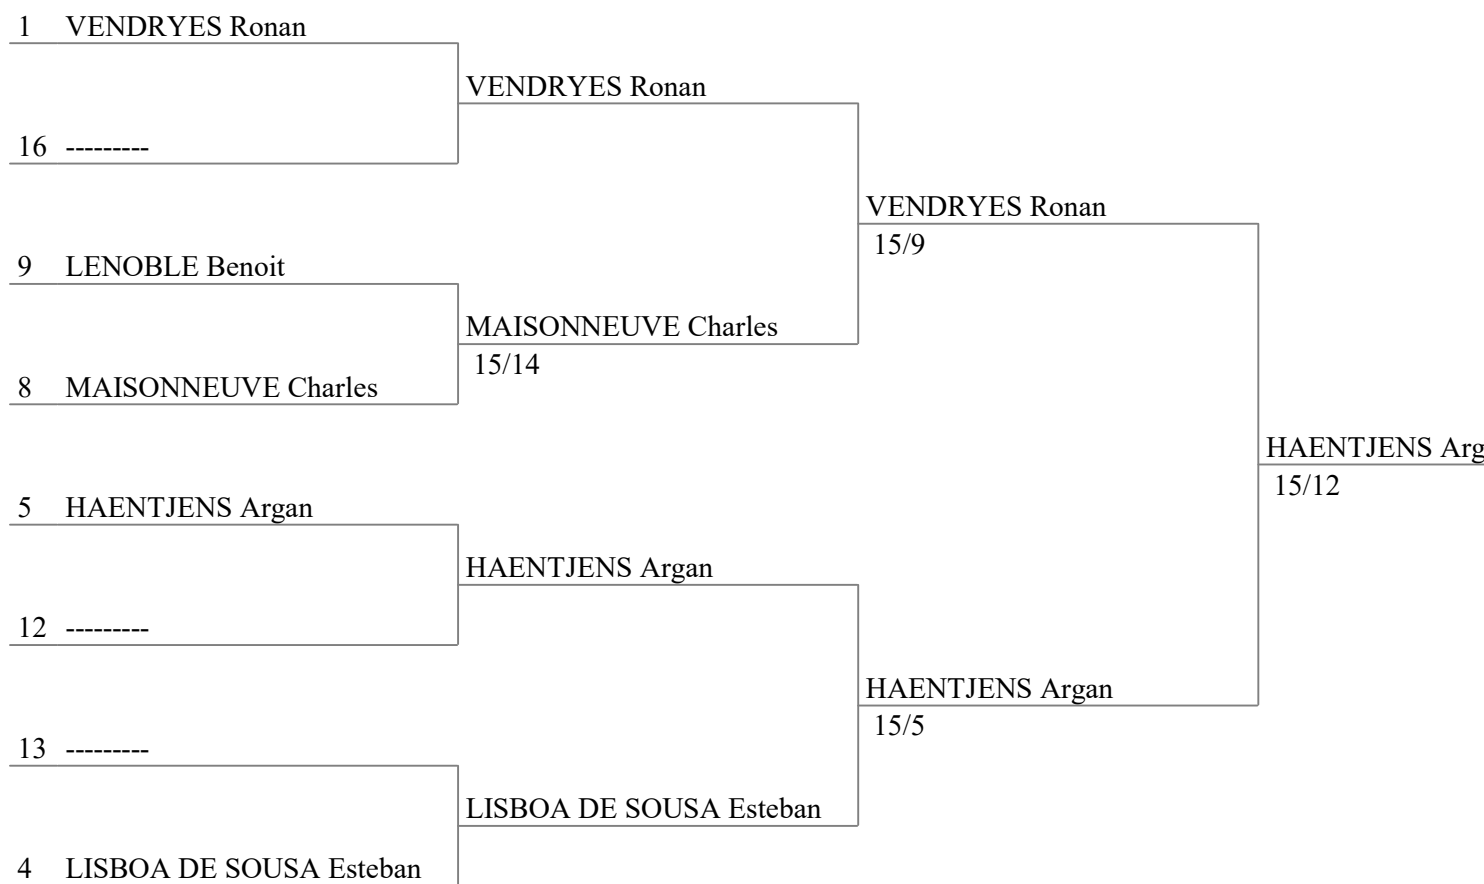 1 VENDRYES Ronan
VENDRYES Ronan
16 ---------
VENDRYES Ronan
15/9
9 LENOBLE Benoit
MAISONNEUVE Charles
15/14
8 MAISONNEUVE Charles
HAENTJENS Arg
15/12
5 HAENTJENS Argan
HAENTJENS Argan
12 ---------
HAENTJENS Argan
15/5
13 ---------
LISBOA DE SOUSA Esteban
4 LISBOA DE SOUSA Esteban